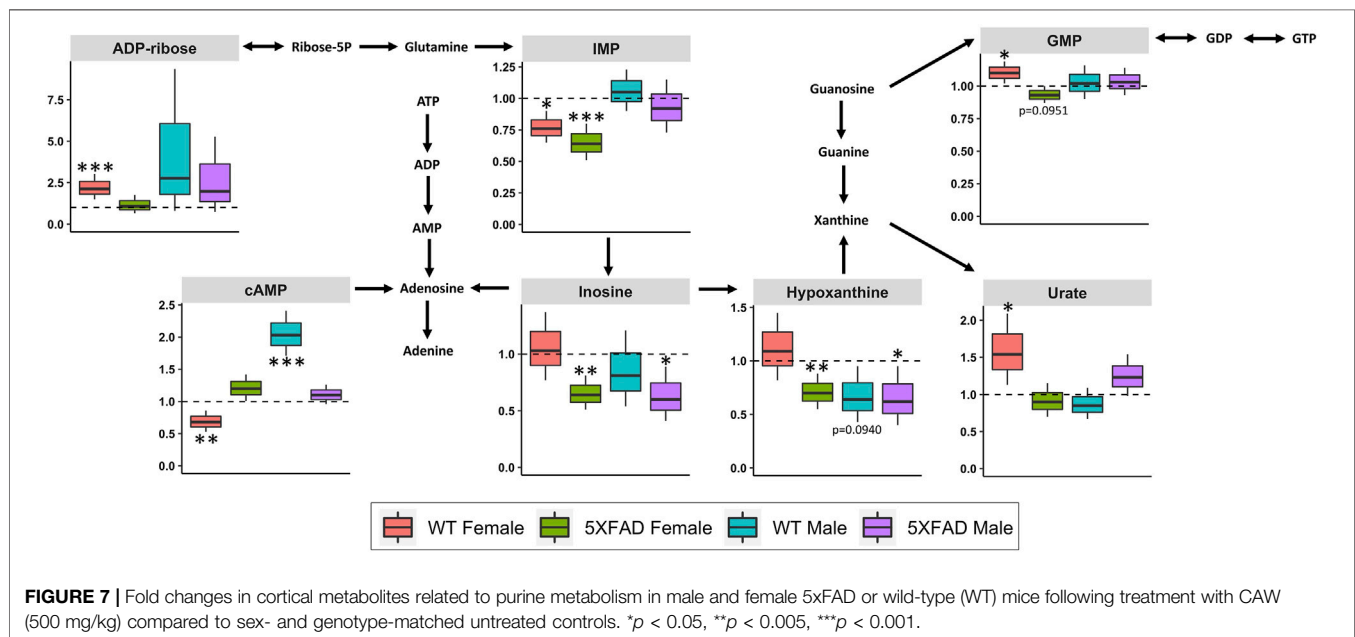 ADP-ribose
Ribose-5P
Glutamine
IMP
GMP
GDP
GTP
7.5
5.0
2.5
0.0
***
ATP
ADP
AMP
Adenosine
Adenine
1.25
1.00
0.75
0.50
0.25
0.00
*
***
Guanosine
Guanine
Xanthine
1.00
0.75
0.50
0.25
0.00
*
p=0.0951
cAMP
2.5
2.0
1.5
1.0
0.5
0.0
**
***
Inosine
1.0
0.5
0.0
**
*
Hypoxanthine
1.5
1.0
0.5
0.0
**
*
p=0.0940
Urate
2.0
1.5
1.0
0.5
0.0
*
WT Female 5XFAD Female WT Male 5XFAD Male
FIGURE 7 | Fold changes in cortical metabolites related to purine metabolism in male and female 5xFAD or wild-type (WT) mice following treatment with CAW
(500 mg/kg) compared to sex- and genotype-matched untreated controls. *p < 0.05, **p < 0.005, ***p < 0.001.